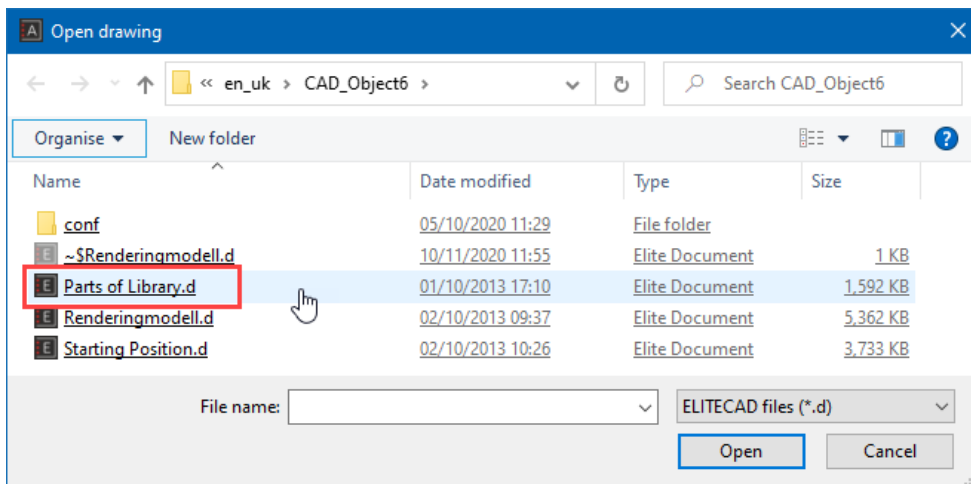 Open drawing
« en_uk > CAD_Object6 > Search CAD_Object6
Organise New folder
Name Date modified Type Size
conf 05/10/2020 11:29 File folder
~$Renderingmodell.d 10/11/2020 11:55 Elite Document 1 KB
Parts of Library.d 01/10/2013 17:10 Elite Document 1,592 KB
Renderingmodell.d 02/10/2013 09:37 Elite Document 5,362 KB
Starting Position.d 02/10/2013 10:26 Elite Document 3,733 KB
File name: ELITECAD files (*.d)
Open Cancel